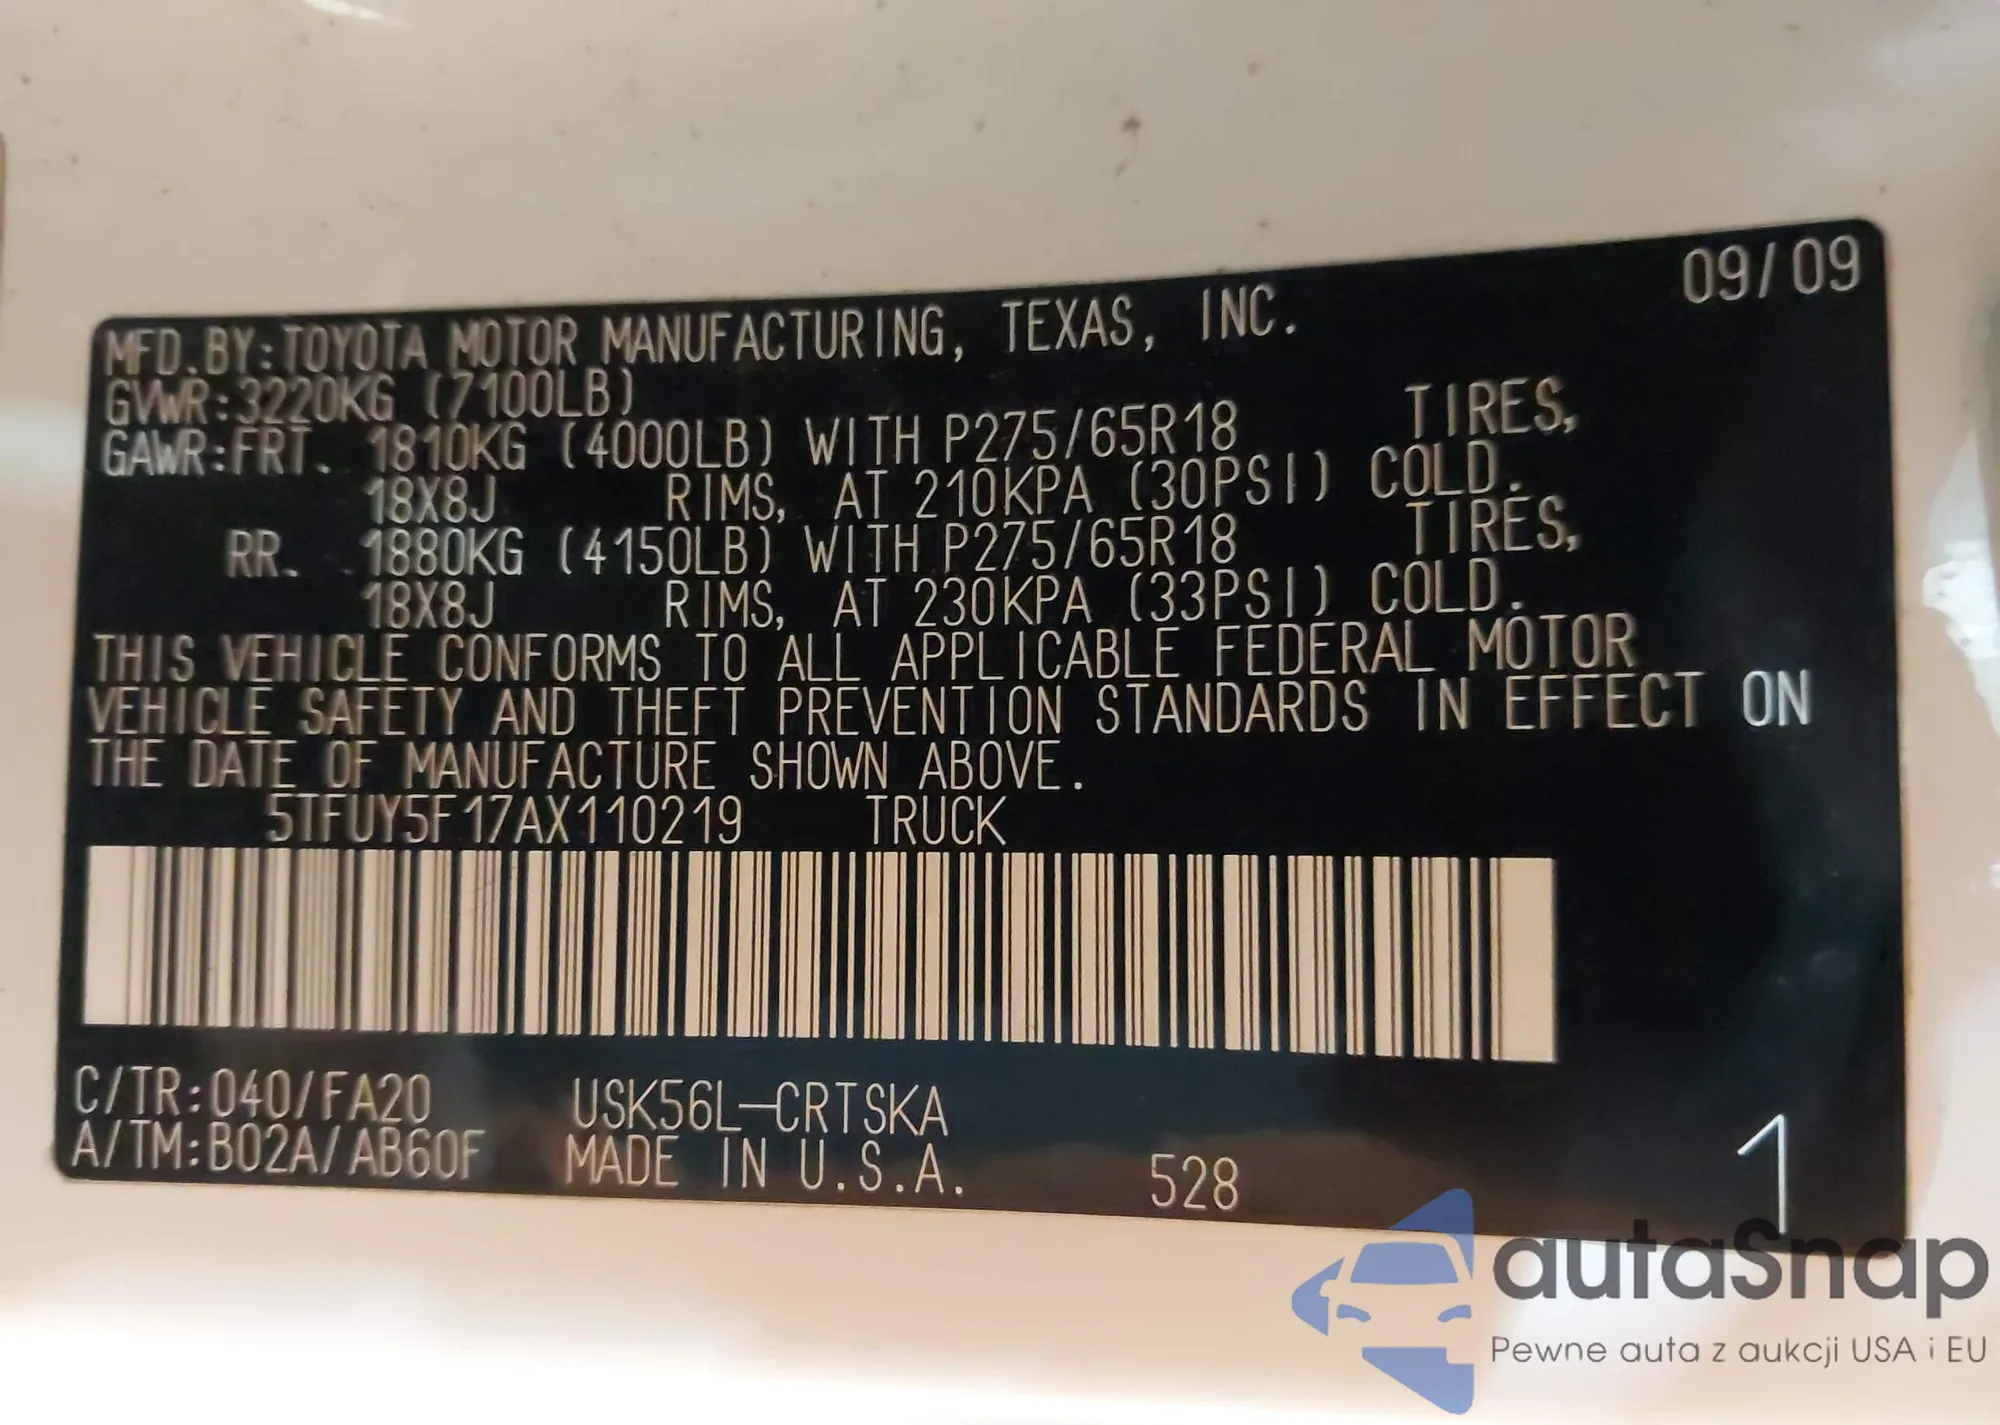 09/09
MFD.BY:TOYOTA MOTOR MANUFACTURING, TEXAS, INC.
GVWR:3220KG (7100LB)
GAWR:FRT. 1810KG (4000LB) WITH P275/65R18 TIRES,
18X8J RIMS, AT 210KPA (30PSI) COLD.
RR. 1880KG (4150LB) WITH P275/65R18 TIRES,
18X8J RIMS, AT 230KPA (33PSI) COLD.
THIS VEHICLE CONFORMS TO ALL APPLICABLE FEDERAL MOTOR
VEHICLE SAFETY AND THEFT PREVENTION STANDARDS IN EFFECT ON
THE DATE OF MANUFACTURE SHOWN ABOVE.
5TFUY5F17AX110219 TRUCK
C/TR:040/FA20 USK56L-CRTSKA
A/TM:B02A/AB60F MADE IN U.S.A. 528 1
autaSnap
Pewne auta z aukcji USA i EU